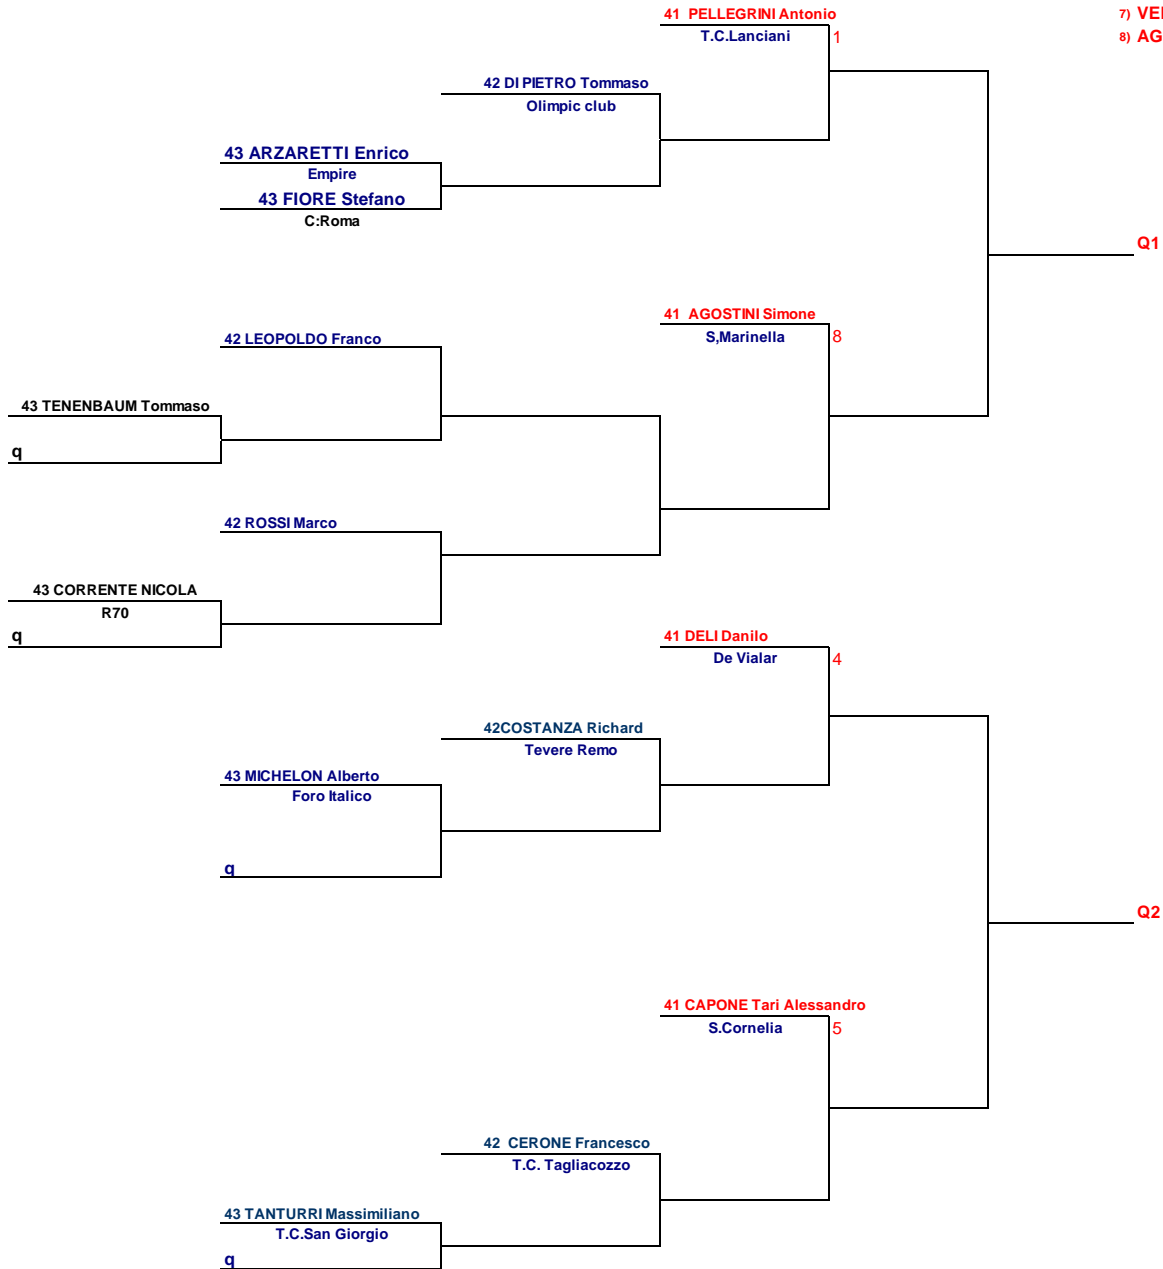 41  PELLEGRINI Antonio
7) VE
T.C.Lanciani
1
8) AG
42 DI PIETRO Tommaso
Olimpic club
43 ARZARETTI Enrico
Empire
43 FIORE Stefano
C:Roma
Q1
41  AGOSTINI Simone
S,Marinella
8
42 LEOPOLDO Franco
43 TENENBAUM Tommaso
q
42 ROSSI Marco
43 CORRENTE NICOLA
R70
q
41 DELI Danilo
De Vialar
4
42COSTANZA Richard
Tevere Remo
43 MICHELON Alberto
Foro Italico
q
Q2
41 CAPONE Tari Alessandro
S.Cornelia
5
42  CERONE Francesco
T.C. Tagliacozzo
43 TANTURRI Massimiliano
T.C.San Giorgio
q